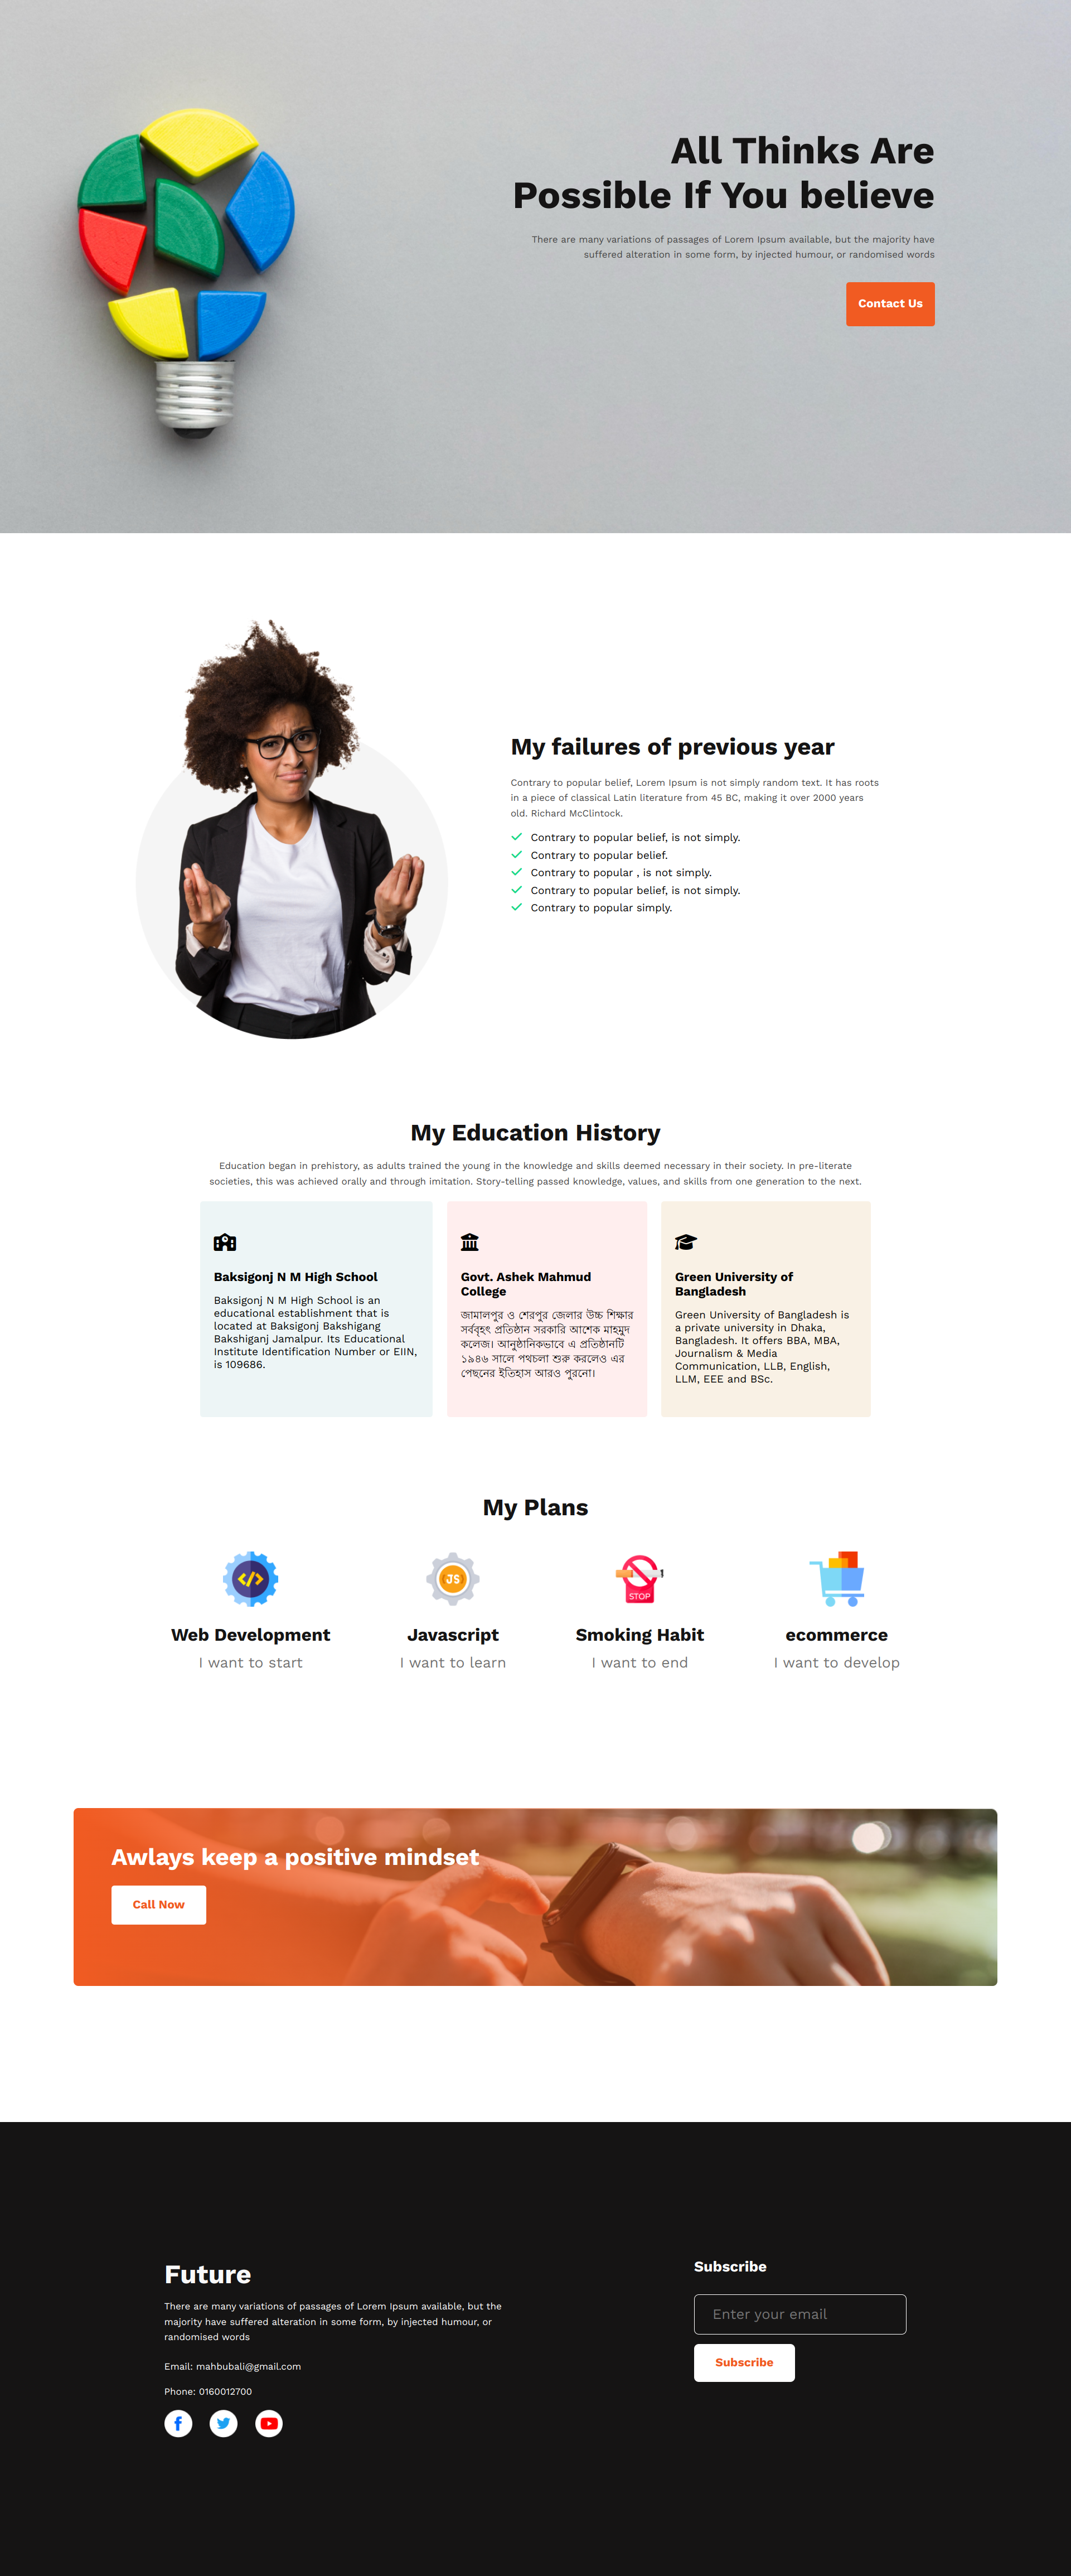 All Thinks Are
Possible If You believe
There are many variations of passages of Lorem Ipsum available, but the majority have
suffered alteration in some form, by injected humour, or randomised words
Contact Us
My failures of previous year
Contrary to popular belief, Lorem Ipsum is not simply random text. It has roots
in a piece of classical Latin literature from 45 BC, making it over 2000 years
old. Richard McClintock.
Contrary to popular belief, is not simply.
Contrary to popular belief.
Contrary to popular , is not simply.
Contrary to popular belief, is not simply.
Contrary to popular simply.
My Education History
Education began in prehistory, as adults trained the young in the knowledge and skills deemed necessary in their society. In pre-literate
societies, this was achieved orally and through imitation. Story-telling passed knowledge, values, and skills from one generation to the next.
Baksigonj N M High School
Baksigonj N M High School is an
educational establishment that is
located at Baksigonj Bakshigang
Bakshiganj Jamalpur. Its Educational
Institute Identification Number or EIIN,
is 109686.
Govt. Ashek Mahmud
College
জামালপুর ও শেরপুর জেলার উচ্চ শিক্ষার
সর্ববৃহৎ প্রতিষ্ঠান সরকারি আশেক মাহমুদ
কলেজ। আনুষ্ঠানিকভাবে এ প্রতিষ্ঠানটি
১৯৪৬ সালে পথচলা শুরু করলেও এর
পেছনের ইতিহাস আরও পুরনো।
Green University of
Bangladesh
Green University of Bangladesh is
a private university in Dhaka,
Bangladesh. It offers BBA, MBA,
Journalism & Media
Communication, LLB, English,
LLM, EEE and BSc.
My Plans
JS
STOP
Web Development
I want to start
Javascript
I want to learn
Smoking Habit
I want to end
ecommerce
I want to develop
Awlays keep a positive mindset
Call Now
Future
There are many variations of passages of Lorem Ipsum available, but the
majority have suffered alteration in some form, by injected humour, or
randomised words
Email: mahbubali@gmail.com
Phone: 0160012700
Subscribe
Enter your email
Subscribe